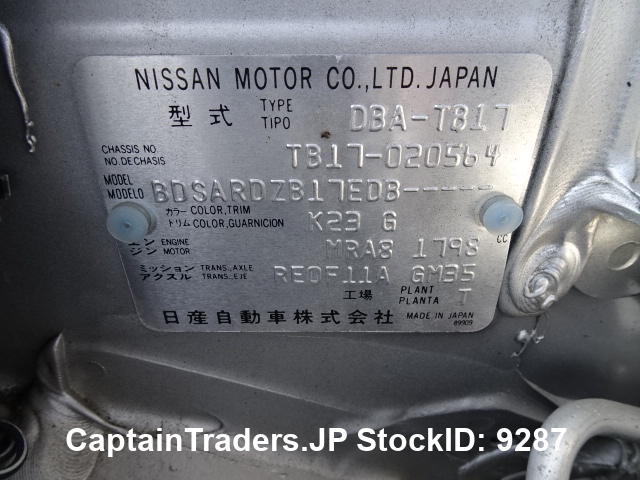 NISSAN MOTOR CO.,LTD. JAPAN
型式 TYPE TIPO DBA-TB17
CHASSIS NO. NO. DE CHASIS TB17-020564
MODEL MODELO BDSARDZB17EDB-----
カラー COLOR,TRIM トリム COLOR,GUARNICION K23 G
ENGINE ジン MOTOR MRA8 1798 CC
ミッション TRANS.,AXLE アクスル TRANS.,EJE RE0F11A GM35
工場 PLANT PLANTA T
日産自動車株式会社 MADE IN JAPAN
89909
CaptainTraders.JP StockID: 9287